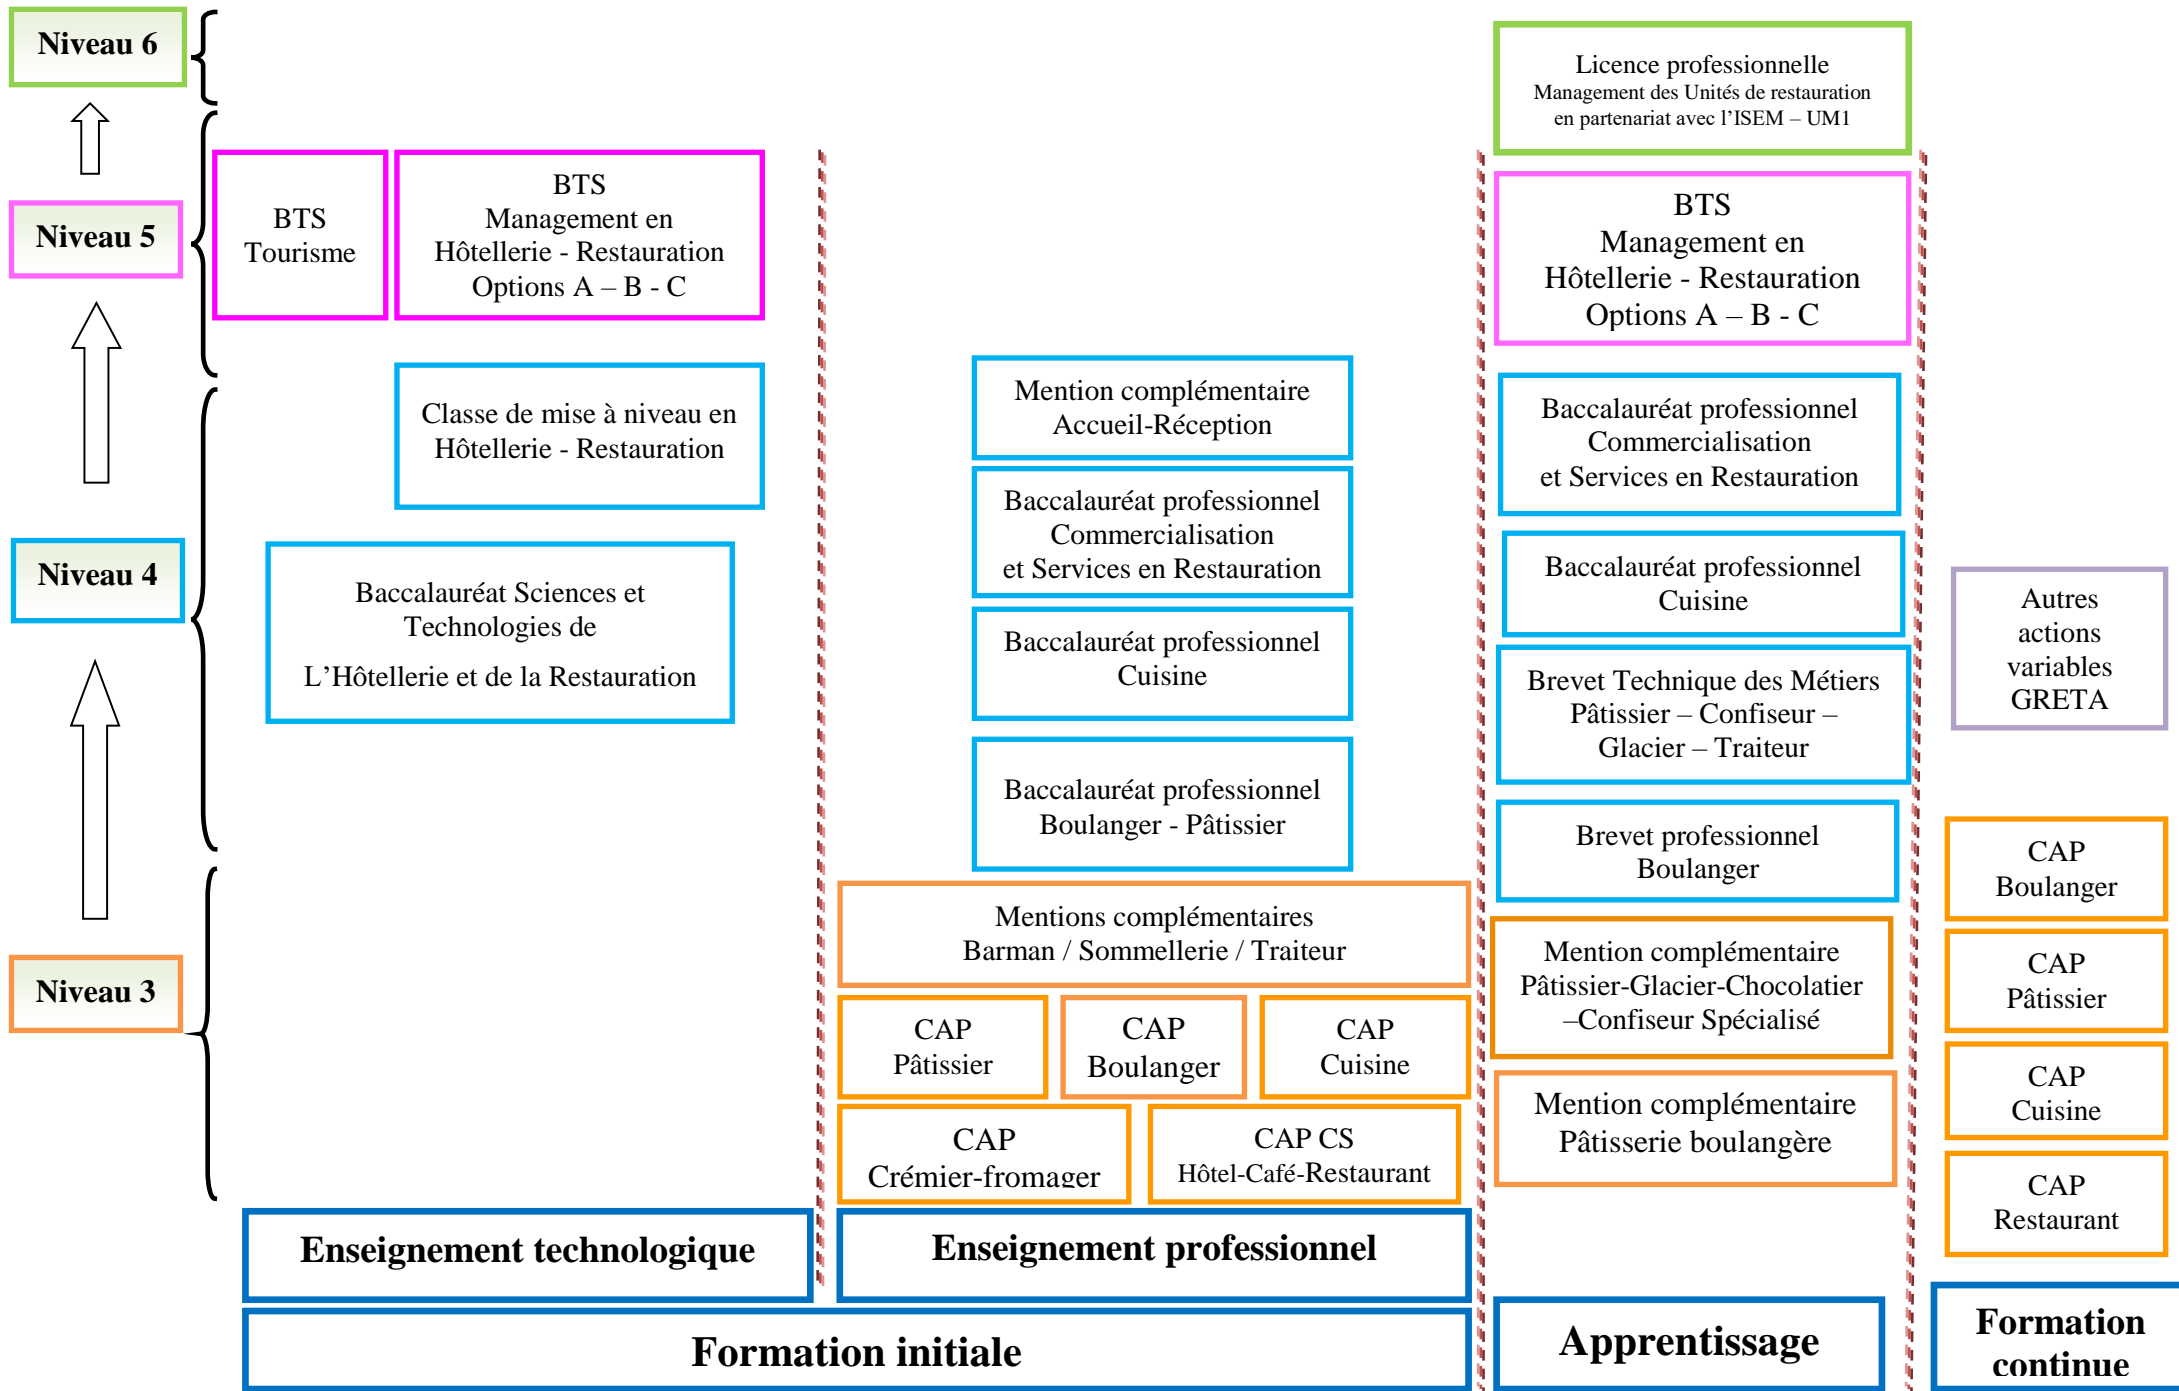 Niveau 6
Niveau 5
Niveau 4
Niveau 3
BTS
Tourisme
BTS
Management en
Hôtellerie - Restauration
Options A – B - C
Classe de mise à niveau en
Hôtellerie - Restauration
Baccalauréat Sciences et
Technologies de
L’Hôtellerie et de la Restauration
Enseignement technologique
Mention complémentaire
Accueil-Réception
Baccalauréat professionnel
Commercialisation
et Services en Restauration
Baccalauréat professionnel
Cuisine
Baccalauréat professionnel
Boulanger - Pâtissier
Mentions complémentaires
Barman / Sommellerie / Traiteur
CAP
Pâtissier
CAP
Boulanger
CAP
Cuisine
CAP
Crémier-fromager
CAP CS
Hôtel-Café-Restaurant
Enseignement professionnel
Formation initiale
Licence professionnelle
Management des Unités de restauration
en partenariat avec l’ISEM – UM1
BTS
Management en
Hôtellerie - Restauration
Options A – B - C
Baccalauréat professionnel
Commercialisation
et Services en Restauration
Baccalauréat professionnel
Cuisine
Brevet Technique des Métiers
Pâtissier – Confiseur –
Glacier – Traiteur
Brevet professionnel
Boulanger
Mention complémentaire
Pâtissier-Glacier-Chocolatier
–Confiseur Spécialisé
Mention complémentaire
Pâtisserie boulangère
Apprentissage
Autres
actions
variables
GRETA
CAP
Boulanger
CAP
Pâtissier
CAP
Cuisine
CAP
Restaurant
Formation
continue